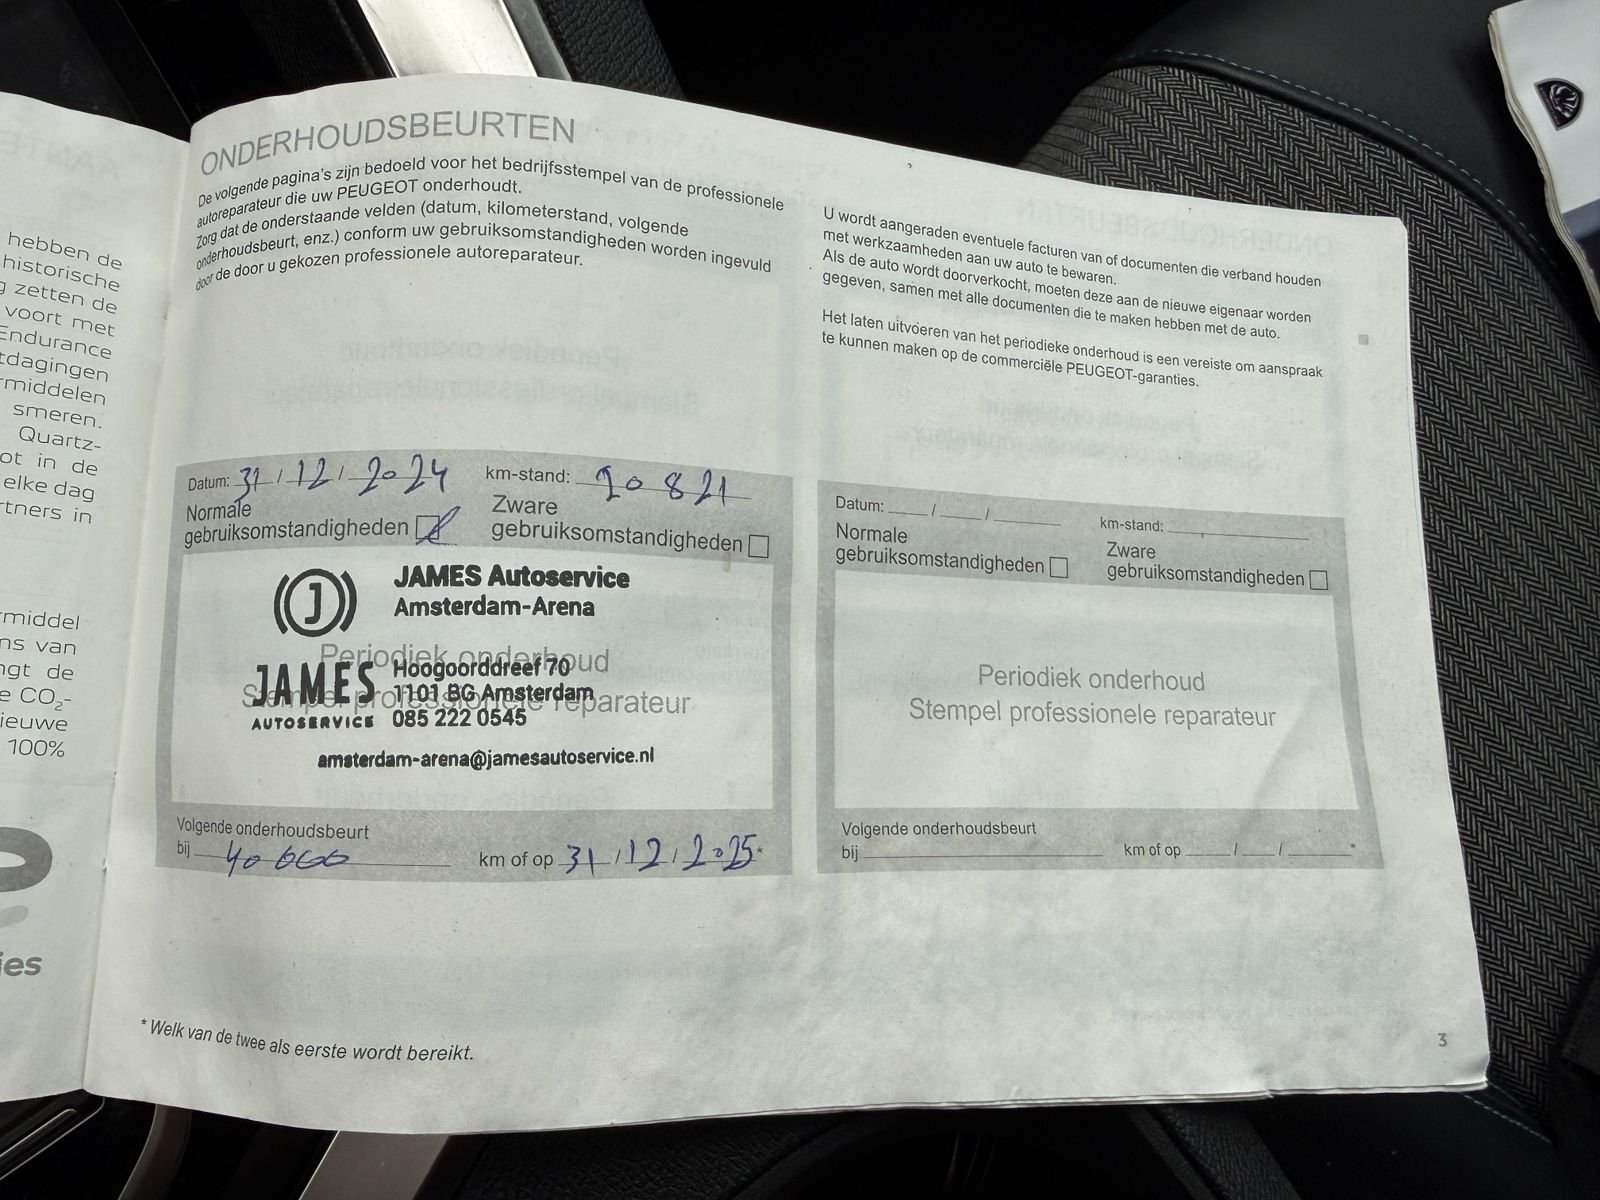 hebben de
historische
zetten de
voort met
Endurance
smeren.
Quartz-
ot in de
elke dag
rtners in
ns van
ngt de
e CO2-
ieuwe
100%
ies
ONDERHOUDSBEURTEN
De volgende pagina's zijn bedoeld voor het bedrijfsstempel van de professionele
autoreparateur die uw PEUGEOT onderhoudt.
Zorg dat de onderstaande velden (datum, kilometerstand, volgende
onderhoudsbeurt, enz.) conform uw gebruiksomstandigheden worden ingevuld
door de door u gekozen professionele autoreparateur.
Datum: 31 / 12 / 2024 km-stand: 20821
Normale
gebruiksomstandigheden
Zware
gebruiksomstandigheden
J
JAMES Autoservice
Amsterdam-Arena
Periodiek onderhoud
Stempel professionele reparateur
JAMES
AUTOSERVICE
Hoogoorddreef 70
1101 BG Amsterdam
085 222 0545
amsterdam-arena@jamesautoservice.nl
Volgende onderhoudsbeurt
bij 40 000 km of op 31 / 12 / 2025*
* Welk van de twee als eerste wordt bereikt.
U wordt aangeraden eventuele facturen van of documenten die verband houden
met werkzaamheden aan uw auto te bewaren.
Als de auto wordt doorverkocht, moeten deze aan de nieuwe eigenaar worden
gegeven, samen met alle documenten die te maken hebben met de auto.
Het laten uitvoeren van het periodieke onderhoud is een vereiste om aanspraak
te kunnen maken op de commerciële PEUGEOT-garanties.
Datum: / / km-stand:
Normale
gebruiksomstandigheden
Zware
gebruiksomstandigheden
Periodiek onderhoud
Stempel professionele reparateur
Volgende onderhoudsbeurt
bij km of op / / *
3